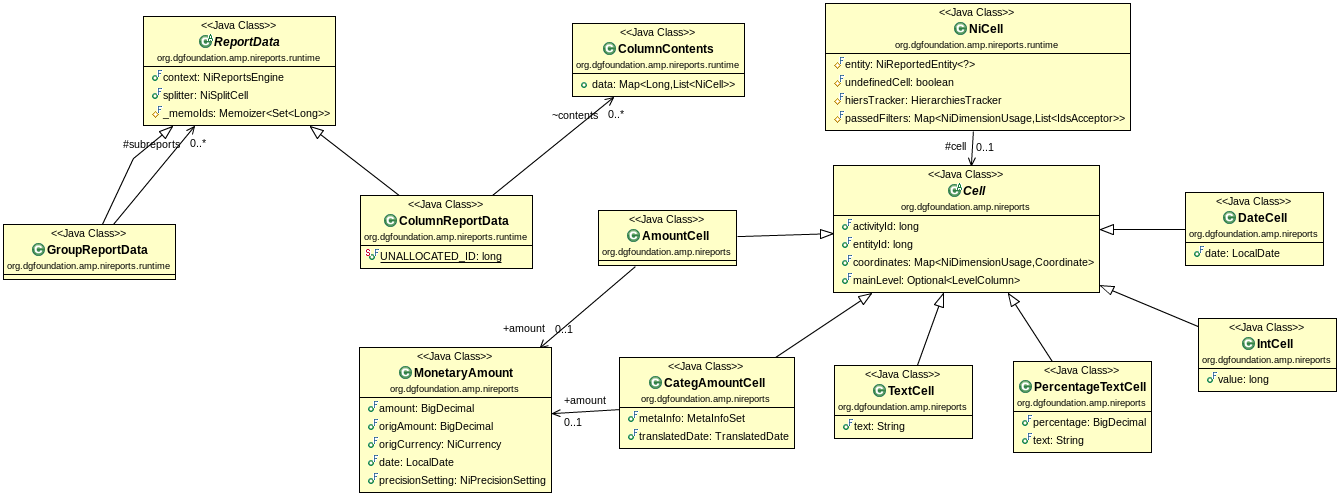 <<Java Class>>
ReportData
org.dgfoundation.amp.nireports.runtime
context: NiReportsEngine
splitter: NiSplitCell
_memoIds: Memoizer<Set<Long>>
<<Java Class>>
ColumnContents
org.dgfoundation.amp.nireports.runtime
data: Map<Long,List<NiCell>>
<<Java Class>>
NiCell
org.dgfoundation.amp.nireports.runtime
entity: NiReportedEntity<?>
undefinedCell: boolean
hiersTracker: HierarchiesTracker
passedFilters: Map<NiDimensionUsage,List<IdsAcceptor>>
#subreports 0..*
~contents 0..*
#cell 0..1
<<Java Class>>
GroupReportData
org.dgfoundation.amp.nireports.runtime
<<Java Class>>
ColumnReportData
org.dgfoundation.amp.nireports.runtime
UNALLOCATED_ID: long
<<Java Class>>
AmountCell
org.dgfoundation.amp.nireports
<<Java Class>>
Cell
org.dgfoundation.amp.nireports
activityId: long
entityId: long
coordinates: Map<NiDimensionUsage,Coordinate>
mainLevel: Optional<LevelColumn>
<<Java Class>>
DateCell
org.dgfoundation.amp.nireports
date: LocalDate
+amount 0..1
<<Java Class>>
MonetaryAmount
org.dgfoundation.amp.nireports
amount: BigDecimal
origAmount: BigDecimal
origCurrency: NiCurrency
date: LocalDate
precisionSetting: NiPrecisionSetting
+amount
0..1
<<Java Class>>
CategAmountCell
org.dgfoundation.amp.nireports
metaInfo: MetaInfoSet
translatedDate: TranslatedDate
<<Java Class>>
TextCell
org.dgfoundation.amp.nireports
text: String
<<Java Class>>
PercentageTextCell
org.dgfoundation.amp.nireports
percentage: BigDecimal
text: String
<<Java Class>>
IntCell
org.dgfoundation.amp.nireports
value: long